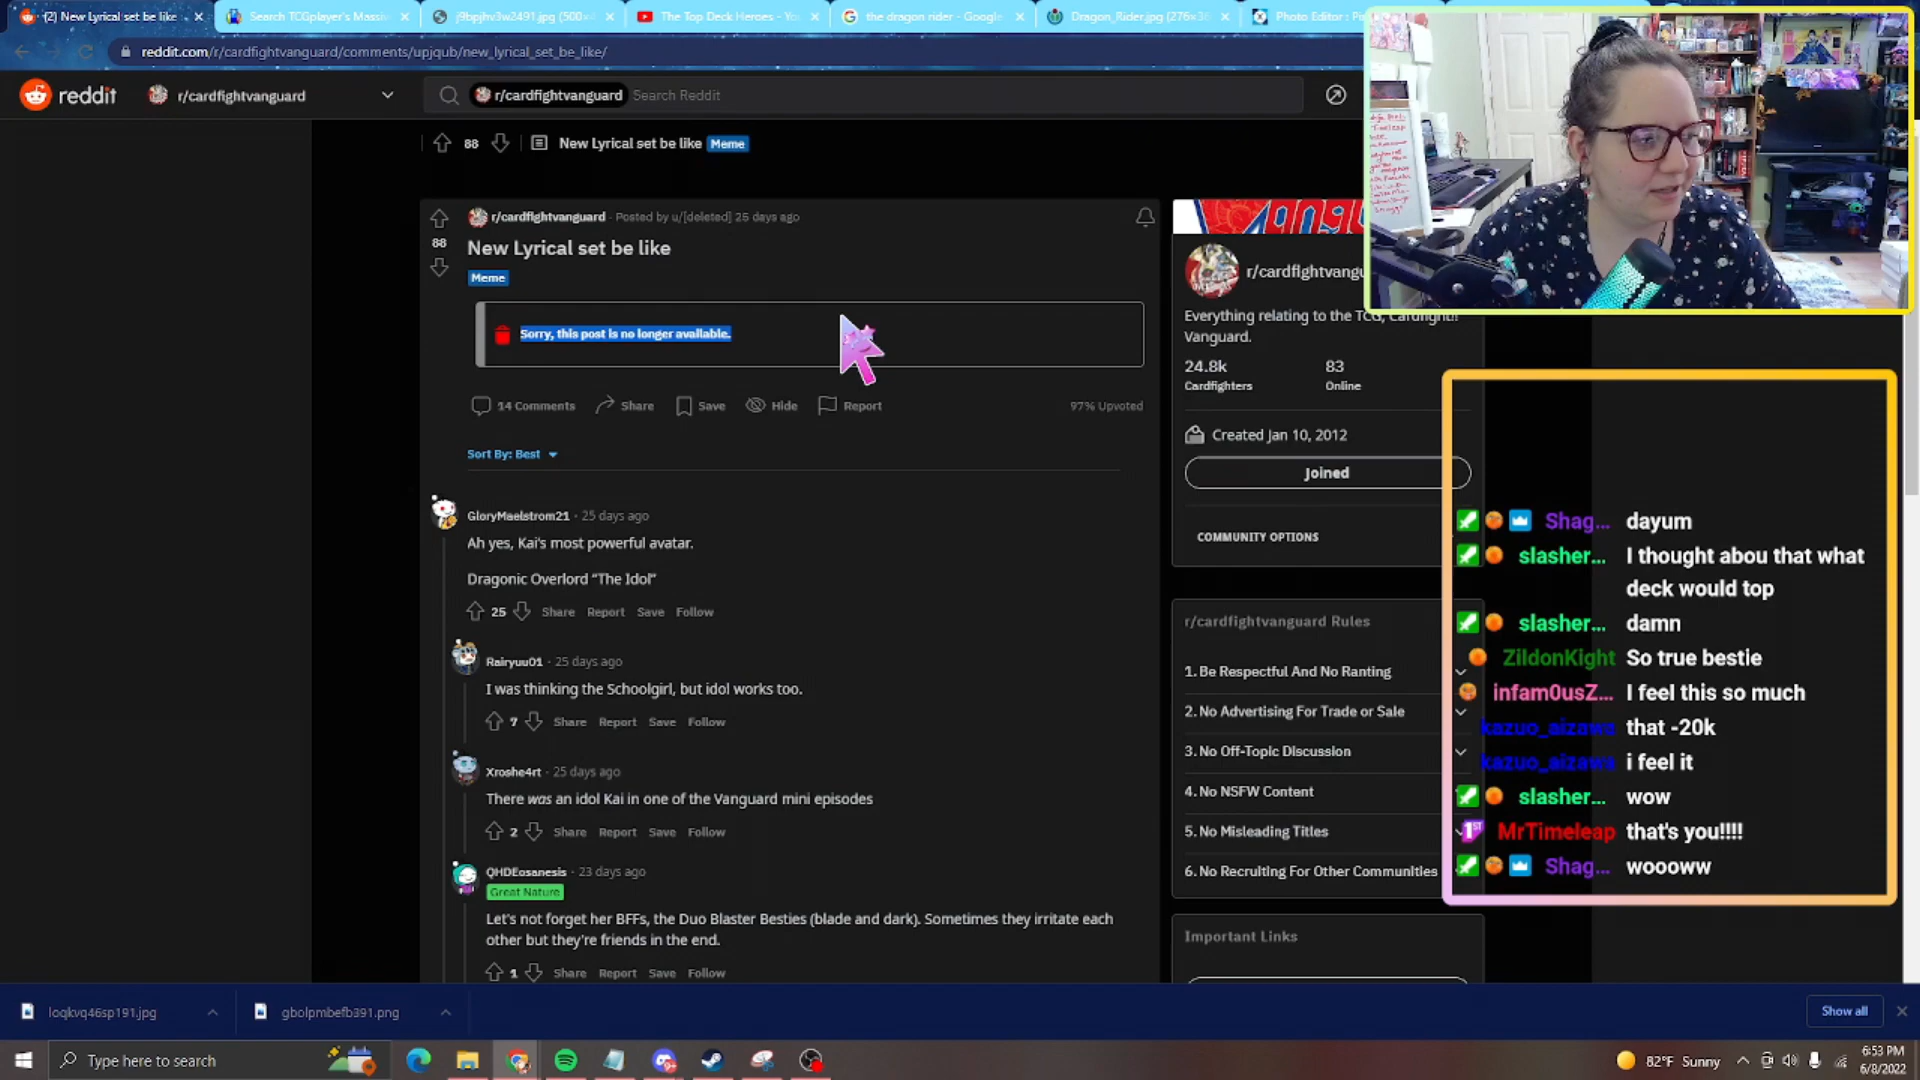 (2) New Lyrical set be like
Search TCGplayer's Massiv
j9bpjhv3w2491.jpg (500×
The Top Deck Heroes - Yo
the dragon rider - Google
Dragon_Rider.jpg (276×36
Photo Editor : Pi
reddit.com/r/cardfightvanguard/comments/upjqub/new_lyrical_set_be_like/
reddit
r/cardfightvanguard
r/cardfightvanguard Search Reddit
88 New Lyrical set be like Meme
r/cardfightvanguard · Posted by u/[deleted] 25 days ago
88
New Lyrical set be like
Meme
Sorry, this post is no longer available.
14 Comments Share Save Hide Report 97% Upvoted
Sort By: Best
GloryMaelstrom21 · 25 days ago
Ah yes, Kai's most powerful avatar.
Dragonic Overlord “The Idol”
25 Share Report Save Follow
Rairyuu01 · 25 days ago
I was thinking the Schoolgirl, but idol works too.
7 Share Report Save Follow
Xroshe4rt · 25 days ago
There was an idol Kai in one of the Vanguard mini episodes
2 Share Report Save Follow
QHDEosanesis · 23 days ago
Great Nature
Let's not forget her BFFs, the Duo Blaster Besties (blade and dark). Sometimes they irritate each
other but they're friends in the end.
1 Share Report Save Follow
r/cardfightvangu
Everything relating to the TCG, Cardfight!!
Vanguard.
24.8k 83
Cardfighters Online
Created Jan 10, 2012
Joined
COMMUNITY OPTIONS
r/cardfightvanguard Rules
1. Be Respectful And No Ranting
2. No Advertising For Trade or Sale
3. No Off-Topic Discussion
4. No NSFW Content
5. No Misleading Titles
6. No Recruiting For Other Communities
Important Links
Shag... dayum
slasher... I thought abou that what
deck would top
slasher... damn
ZildonKight So true bestie
infam0usZ... I feel this so much
kazuo_aizawa that -20k
kazuo_aizawa i feel it
slasher... wow
1ST MrTimeleap that's you!!!!
Shag... woooww
loqkvq46sp191.jpg
gbolpmbefb391.png
Show all
Type here to search
82°F Sunny
6:53 PM
6/8/2022